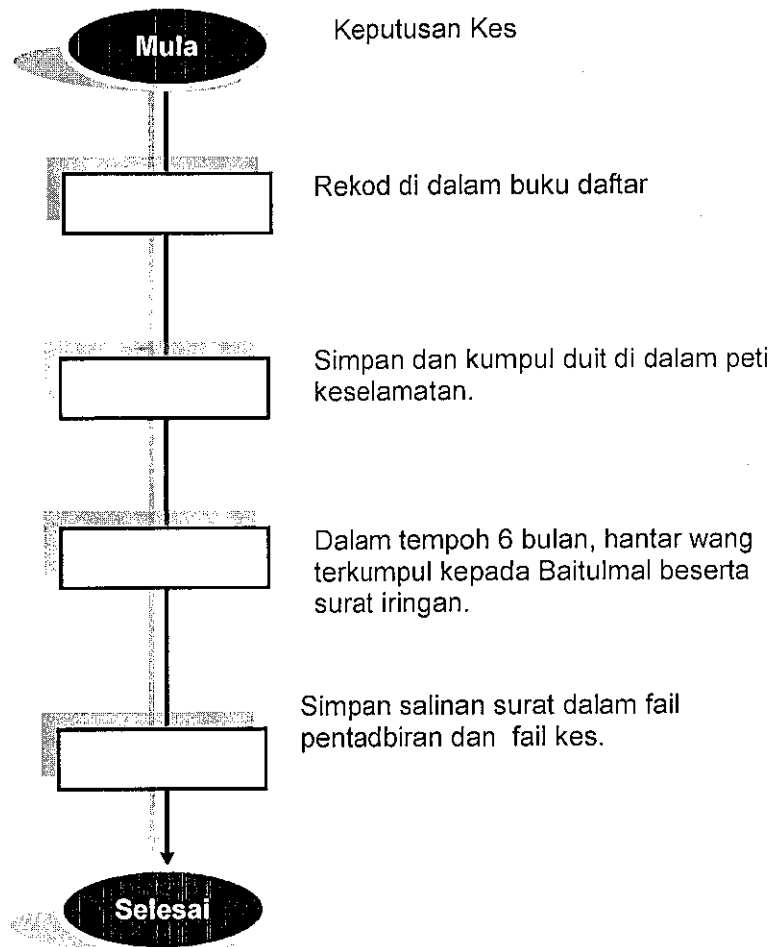 Mula
Keputusan Kes
Rekod di dalam buku daftar
Simpan dan kumpul duit di dalam peti
keselamatan.
Dalam tempoh 6 bulan, hantar wang
terkumpul kepada Baitulmal beserta
surat iringan.
Simpan salinan surat dalam fail
pentadbiran dan fail kes.
Selesai